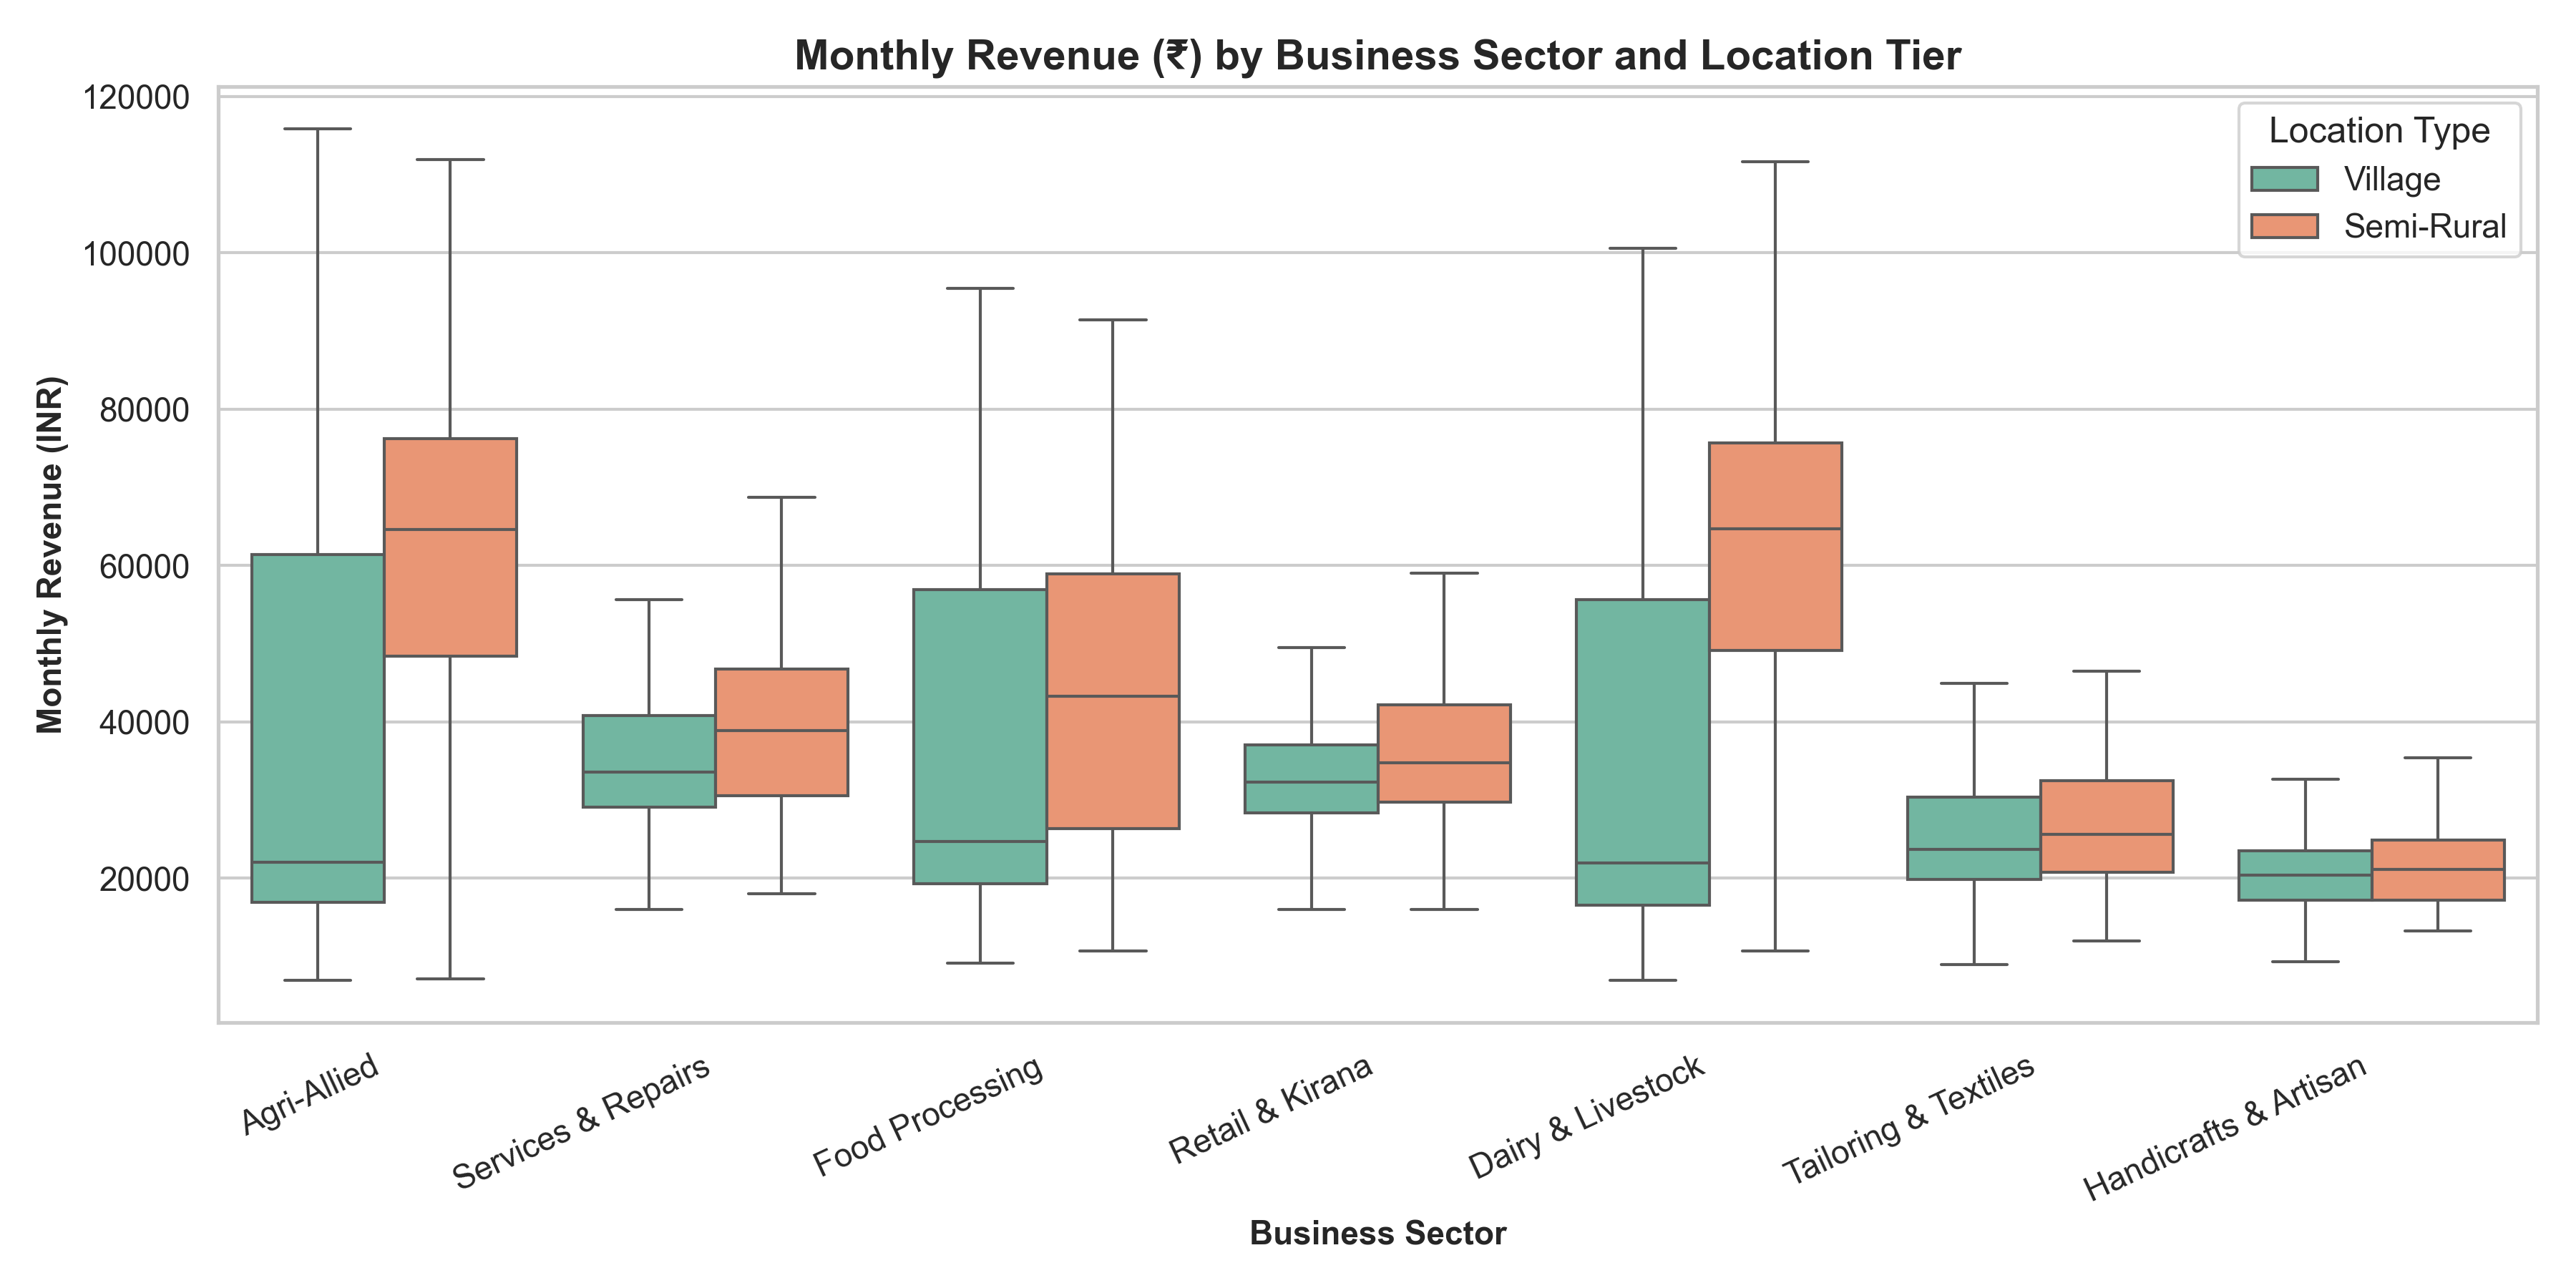 Monthly Revenue (₹) by Business Sector and Location Tier
Monthly Revenue (INR)
120000
100000
80000
60000
40000
20000
Location Type
Village
Semi-Rural
Agri-Allied
Services & Repairs
Food Processing
Retail & Kirana
Dairy & Livestock
Tailoring & Textiles
Handicrafts & Artisan
Business Sector